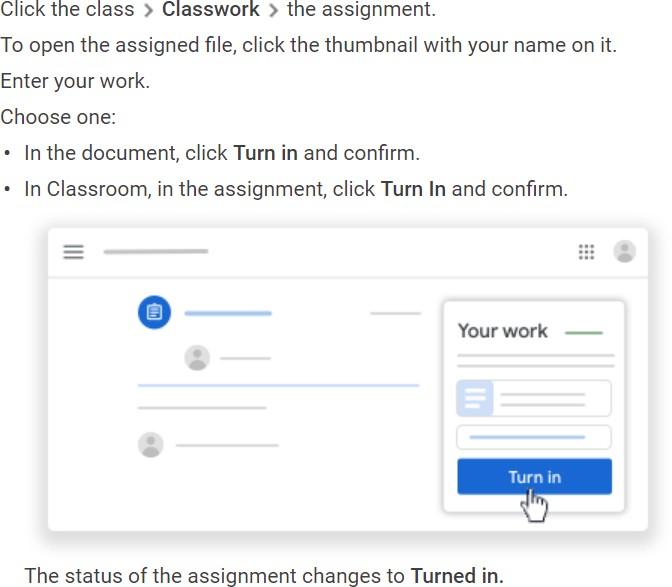 Click the class > Classwork > the assignment.
To open the assigned file, click the thumbnail with your name on it.
Enter your work.
Choose one:
• In the document, click Turn in and confirm.
• In Classroom, in the assignment, click Turn In and confirm.
Your work
Turn in
The status of the assignment changes to Turned in.